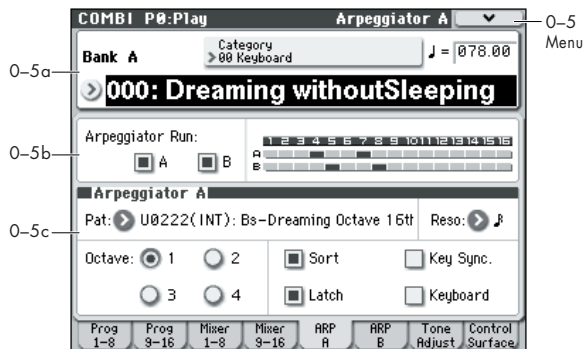 COMBI P0:Play Arpeggiator A
0–5
Menu
Bank A
Category
00 Keyboard
♩ = 078.00
0–5a
000: Dreaming withoutSleeping
0–5b
Arpeggiator Run:
A B
1 2 3 4 5 6 7 8 9 10 11 12 13 14 15 16
A
B
Arpeggiator A
0–5c
Pat: U0222(INT): Bs-Dreaming Octave 16th Reso:
Octave: 1 2 Sort Key Sync.
3 4 Latch Keyboard
Prog 1-8 Prog 9-16 Mixer 1-8 Mixer 9-16 ARP A ARP B Tone Adjust Control Surface